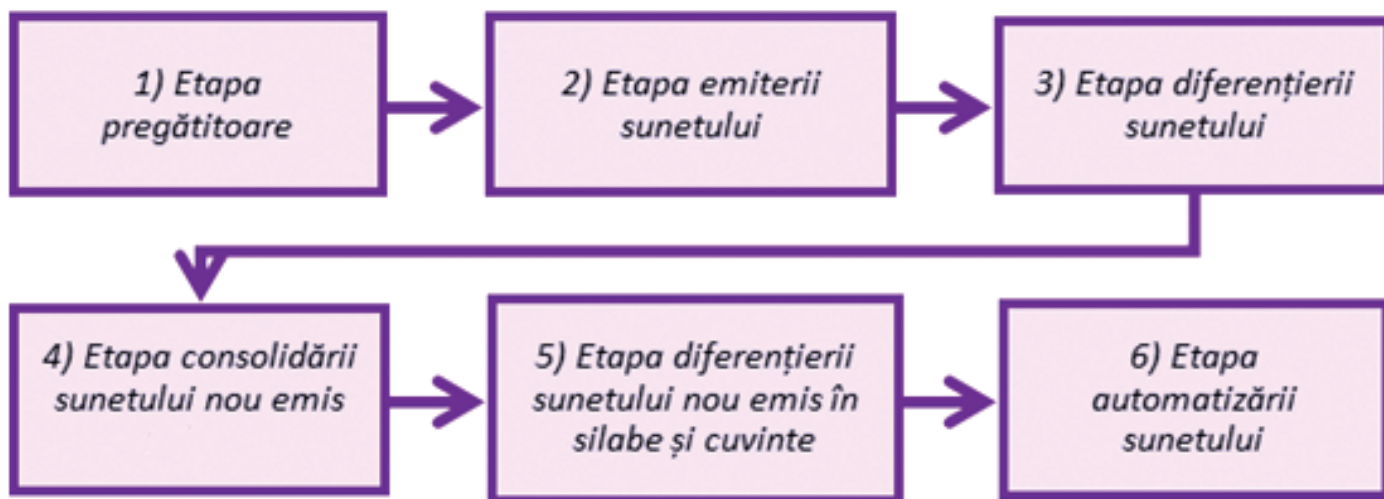 1) Etapa
pregătitoare
2) Etapa emiterii
sunetului
3) Etapa diferențierii
sunetului
4) Etapa consolidării
sunetului nou emis
5) Etapa diferențierii
sunetului nou emis în
silabe și cuvinte
6) Etapa
automatizării
sunetului